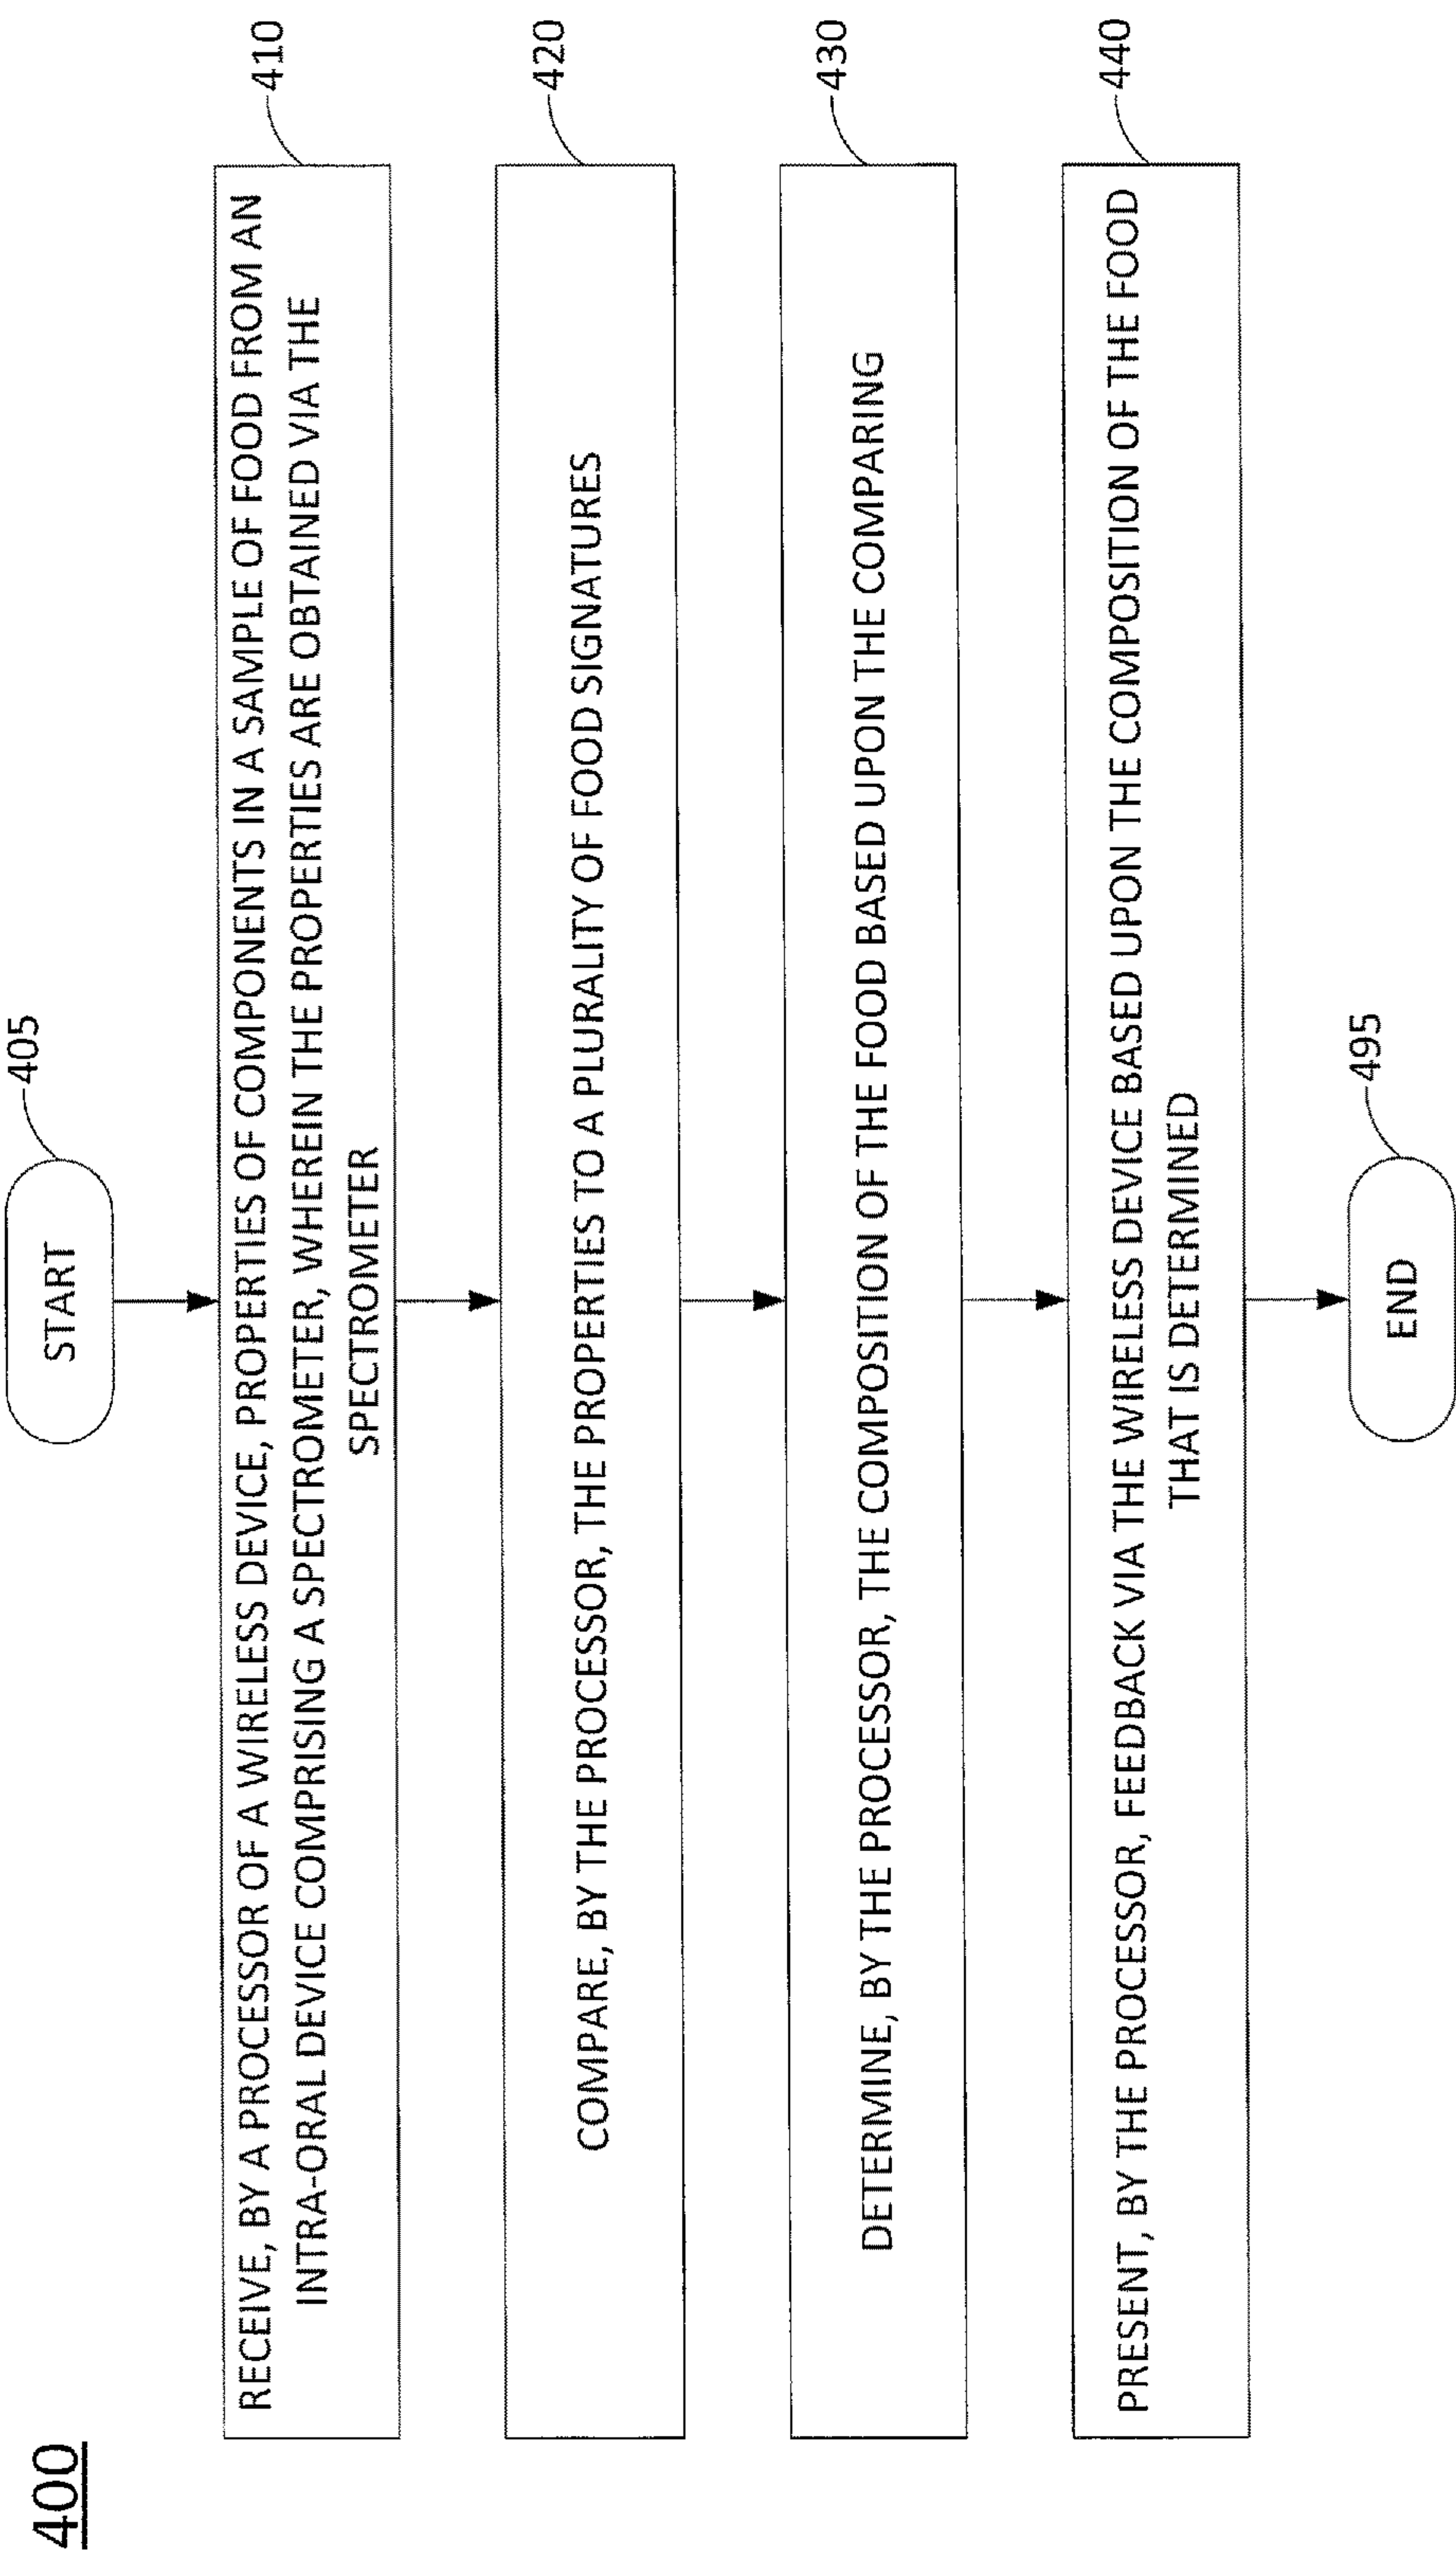 400
START
405
RECEIVE, BY A PROCESSOR OF A WIRELESS DEVICE, PROPERTIES OF COMPONENTS IN A SAMPLE OF FOOD FROM AN
INTRA-ORAL DEVICE COMPRISING A SPECTROMETER, WHEREIN THE PROPERTIES ARE OBTAINED VIA THE
SPECTROMETER
410
COMPARE, BY THE PROCESSOR, THE PROPERTIES TO A PLURALITY OF FOOD SIGNATURES
420
DETERMINE, BY THE PROCESSOR, THE COMPOSITION OF THE FOOD BASED UPON THE COMPARING
430
PRESENT, BY THE PROCESSOR, FEEDBACK VIA THE WIRELESS DEVICE BASED UPON THE COMPOSITION OF THE FOOD
THAT IS DETERMINED
440
END
495